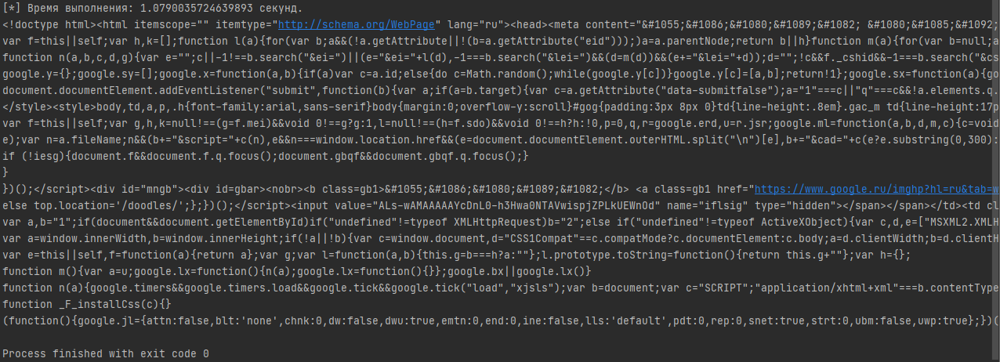 [*] Время выполнения: 1.0790035724639893 секунд.
<!doctype html><html itemscope="" itemtype="http://schema.org/WebPage" lang="ru"><head><meta content="&#1055;&#1086;&#1080;&#1089;&#1082; &#1080;&#1085;&#1092;
var f=this||self;var h,k=[];function l(a){for(var b;a&&(!a.getAttribute||!(b=a.getAttribute("eid")));)a=a.parentNode;return b||h}function m(a){for(var b=null;a
function n(a,b,c,d,g){var e="";c||-1!==b.search("&ei=")||(e="&ei="+l(d),-1===b.search("&lei=")&&(d=m(d))&&(e+="&lei="+d));d="";!c&&f._cshid&&-1===b.search("&cs
google.y={};google.sy=[];google.x=function(a,b){if(a)var c=a.id;else{do c=Math.random();while(google.y[c])}google.y[c]=[a,b];return!1};google.sx=function(a){go
document.documentElement.addEventListener("submit",function(b){var a;if(a=b.target){var c=a.getAttribute("data-submitfalse");a="1"===c||"q"===c&&!a.elements.q.
</style><style>body,td,a,p,.h{font-family:arial,sans-serif}body{margin:0;overflow-y:scroll}#gog{padding:3px 8px 0}td{line-height:.8em}.gac_m td{line-height:17p
var f=this||self;var g,h,k=null!==(g=f.mei)&&void 0!==g?g:1,l=null!==(h=f.sdo)&&void 0!==h?h:!0,p=0,q,r=google.erd,u=r.jsr;google.ml=function(a,b,d,m,c){c=void
e);var n=a.fileName;n&&(b+="&script="+c(n),e&&n===window.location.href&&(e=document.documentElement.outerHTML.split("\n")[e],b+="&cad="+c(e?e.substring(0,300):
if (!iesg){document.f&&document.f.q.focus();document.gbqf&&document.gbqf.q.focus();}
}
})();</script><div id="mngb"><div id=gbar><nobr><b class=gb1>&#1055;&#1086;&#1080;&#1089;&#1082;</b> <a class=gb1 href="https://www.google.ru/imghp?hl=ru&tab=w
else top.location='/doodles/';};})();</script><input value="ALs-wAMAAAAAYcDnL0-h3Hwa0NTAVwispjZPLkUEWnOd" name="iflsig" type="hidden"></span></span></td><td cl
var a,b="1";if(document&&document.getElementById)if("undefined"!=typeof XMLHttpRequest)b="2";else if("undefined"!=typeof ActiveXObject){var c,d,e=["MSXML2.XMLH
var a=window.innerWidth,b=window.innerHeight;if(!a||!b){var c=window.document,d="CSS1Compat"==c.compatMode?c.documentElement:c.body;a=d.clientWidth;b=d.clientH
var e=this||self,f=function(a){return a};var g;var l=function(a,b){this.g=b===h?a:""};l.prototype.toString=function(){return this.g+""};var h={};
function m(){var a=u;google.lx=function(){n(a);google.lx=function(){}};google.bx||google.lx()}
function n(a){google.timers&&google.timers.load&&google.tick&&google.tick("load","xjsls");var b=document;var c="SCRIPT";"application/xhtml+xml"===b.contentType
function _F_installCss(c){}
(function(){google.jl={attn:false,blt:'none',chnk:0,dw:false,dwu:true,emtn:0,end:0,ine:false,lls:'default',pdt:0,rep:0,snet:true,strt:0,ubm:false,uwp:true};})(
Process finished with exit code 0